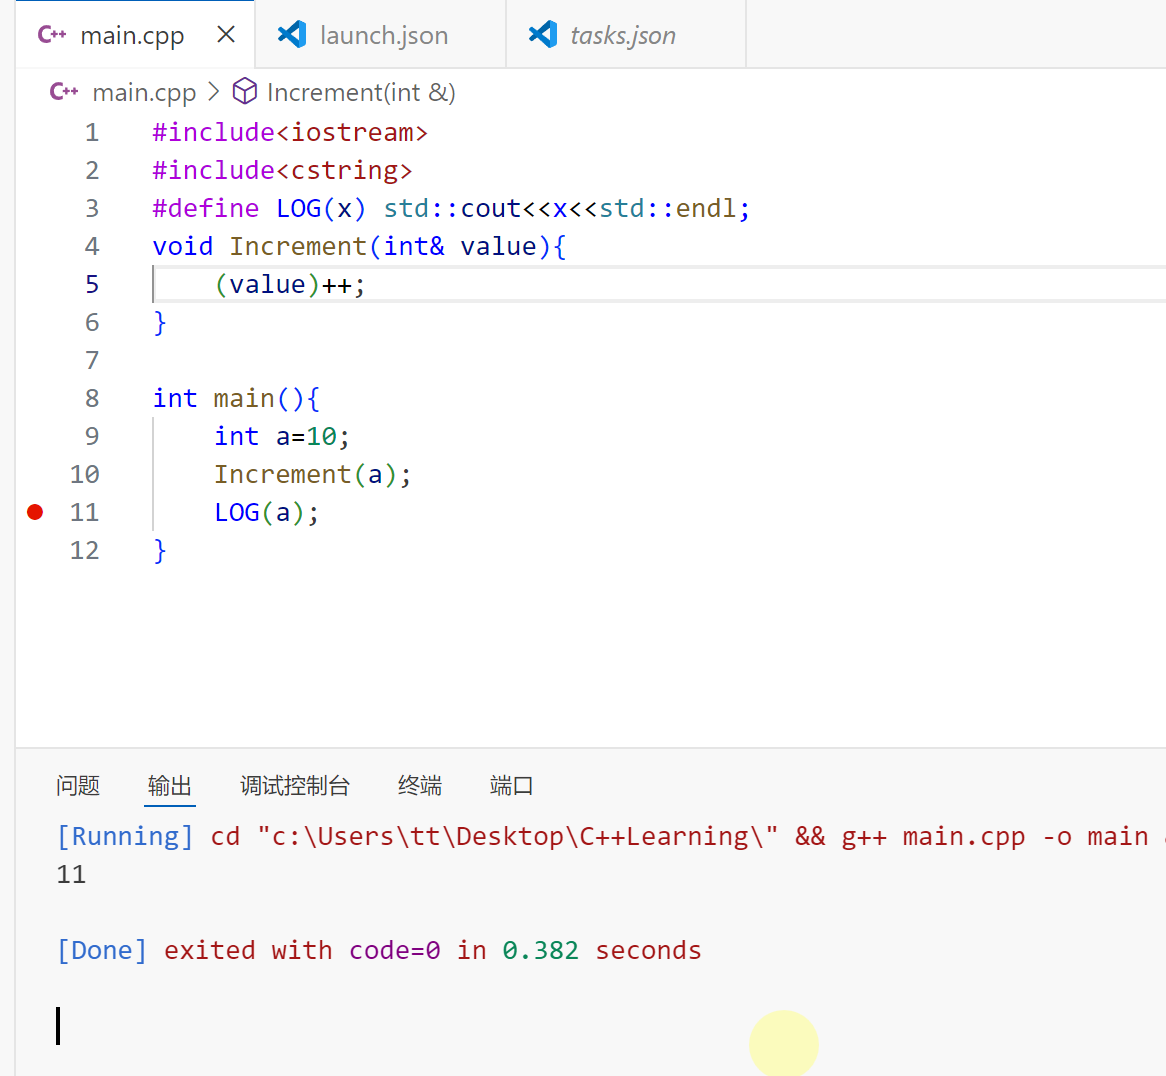 C++ main.cpp launch.json tasks.json
C++ main.cpp > Increment(int &)
1 #include<iostream>
2 #include<cstring>
3 #define LOG(x) std::cout<<x<<std::endl;
4 void Increment(int& value){
5 (value)++;
6 }
7
8 int main(){
9 int a=10;
10 Increment(a);
11 LOG(a);
12 }
问题 输出 调试控制台 终端 端口
[Running] cd "c:\Users\tt\Desktop\C++Learning\" && g++ main.cpp -o main
11
[Done] exited with code=0 in 0.382 seconds